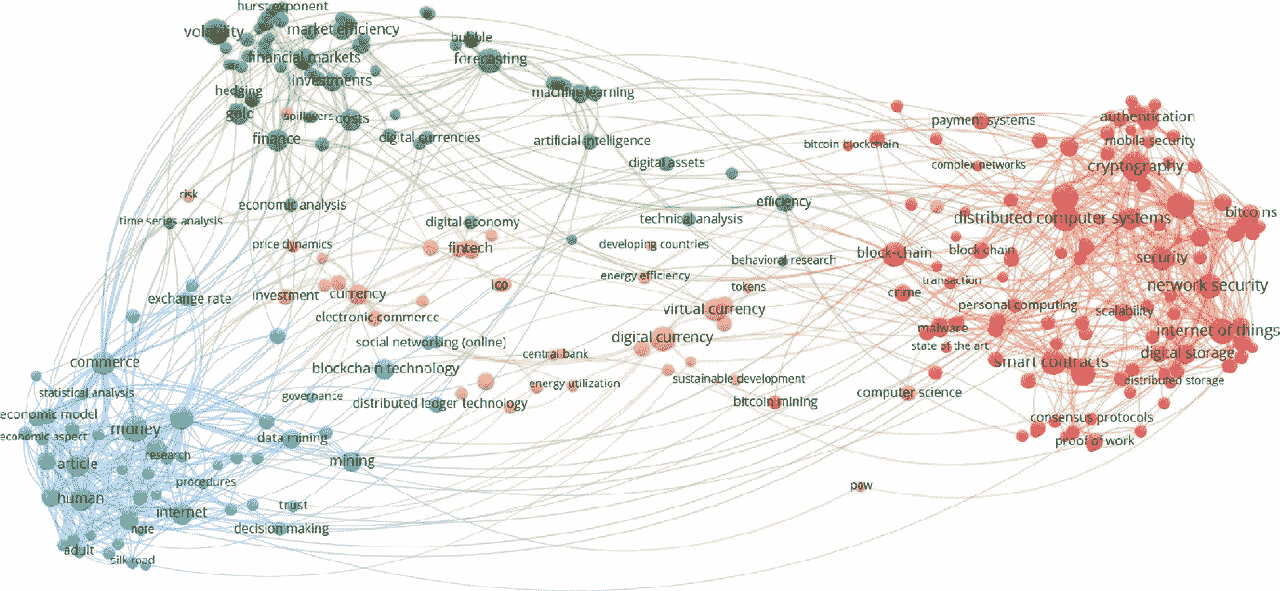 hurst exponent
volatility
market efficiency
bubble
financial markets
forecasting
investments
hedging
machine learning
gold
spillovers
costs
finance
digital currencies
artificial intelligence
digital assets
risk
economic analysis
efficiency
time series analysis
digital economy
technical analysis
price dynamics
fintech
developing countries
behavioral research
energy efficiency
exchange rate
investment
currency
ico
tokens
electronic commerce
virtual currency
social networking (online)
digital currency
commerce
blockchain technology
central bank
statistical analysis
governance
distributed ledger technology
energy utilization
sustainable development
bitcoin mining
economic model
economic aspect
money
data mining
article
research
mining
human
procedures
internet
trust
note
decision making
adult
silk road
pow
payment systems
authentication
bitcoin blockchain
mobile security
complex networks
cryptography
distributed computer systems
bitcoins
block-chain
block chain
security
transaction
network security
crime
personal computing
scalability
malware
internet of things
state of the art
digital storage
smart contracts
distributed storage
computer science
consensus protocols
proof of work